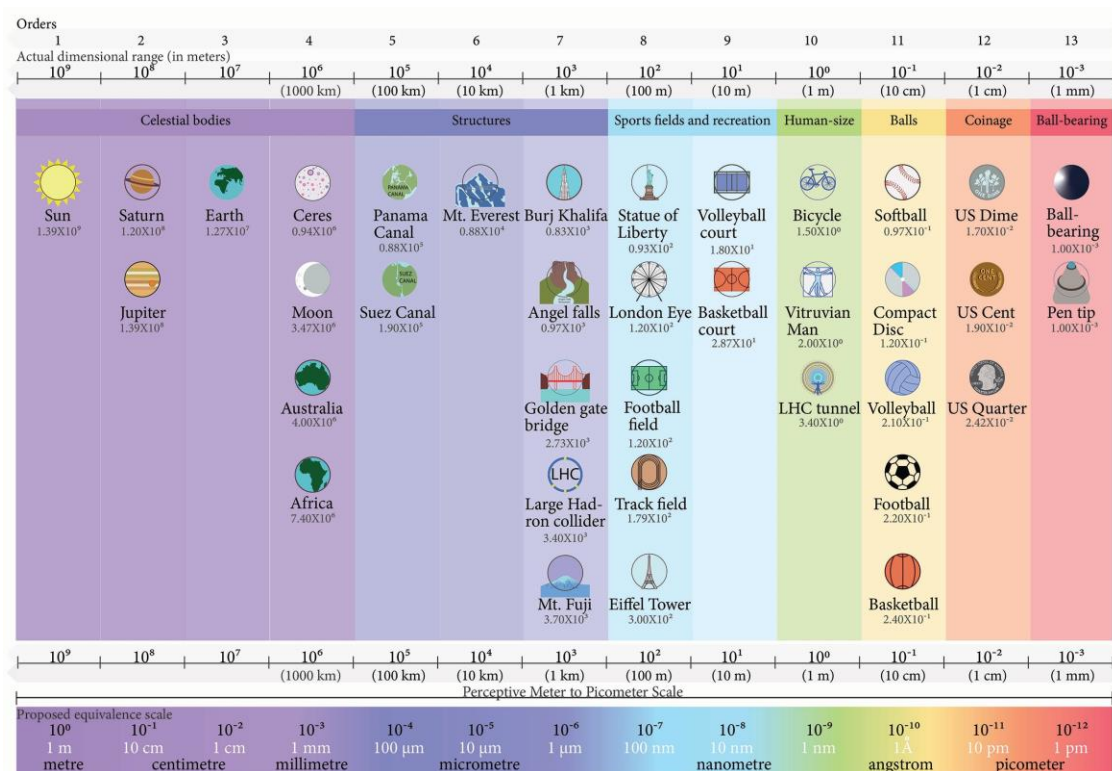 Orders
1 2 3 4 5 6 7 8 9 10 11 12 13
Actual dimensional range (in meters)
10⁹ 10⁸ 10⁷ 10⁶ 10⁵ 10⁴ 10³ 10² 10¹ 10⁰ 10⁻¹ 10⁻² 10⁻³
(1000 km) (100 km) (10 km) (1 km) (100 m) (10 m) (1 m) (10 cm) (1 cm) (1 mm)
Celestial bodies Structures Sports fields and recreation Human-size Balls Coinage Ball-bearing
PANAMA
CANAL
ONE DIME
Sun Saturn Earth Ceres Panama Mt. Everest Burj Khalifa Statue of Volleyball Bicycle Softball US Dime Ball-
1.39X10⁹ 1.20X10⁸ 1.27X10⁷ 0.94X10⁶ Canal 0.88X10⁴ 0.83X10³ Liberty court 1.50X10⁰ 0.97X10⁻¹ 1.70X10⁻² bearing
0.88X10⁵ 0.93X10² 1.80X10¹ 1.00X10⁻³
SUEZ
CANAL
ONE
CENT
Jupiter Moon Suez Canal Angel falls London Eye Basketball Vitruvian Compact US Cent Pen tip
1.39X10⁸ 3.47X10⁶ 1.90X10⁵ 0.97X10³ 1.20X10² court Man Disc 1.90X10⁻² 1.00X10⁻³
2.87X10¹ 2.00X10⁰ 1.20X10⁻¹
Australia Golden gate Football LHC tunnel Volleyball US Quarter
4.00X10⁶ bridge field 3.40X10⁰ 2.10X10⁻¹ 2.42X10⁻²
2.73X10³ 1.20X10²
LHC
Africa Large Had- Track field Football
7.40X10⁶ ron collider 1.79X10² 2.20X10⁻¹
3.40X10³
Mt. Fuji Eiffel Tower Basketball
3.70X10³ 3.00X10² 2.40X10⁻¹
10⁹ 10⁸ 10⁷ 10⁶ 10⁵ 10⁴ 10³ 10² 10¹ 10⁰ 10⁻¹ 10⁻² 10⁻³
(1000 km) (100 km) (10 km) (1 km) (100 m) (10 m) (1 m) (10 cm) (1 cm) (1 mm)
Perceptive Meter to Picometer Scale
Proposed equivalence scale
10⁰ 10⁻¹ 10⁻² 10⁻³ 10⁻⁴ 10⁻⁵ 10⁻⁶ 10⁻⁷ 10⁻⁸ 10⁻⁹ 10⁻¹⁰ 10⁻¹¹ 10⁻¹²
1 m 10 cm 1 cm 1 mm 100 μm 10 μm 1 μm 100 nm 10 nm 1 nm 1Å 10 pm 1 pm
metre centimetre millimetre micrometre nanometre angstrom picometer